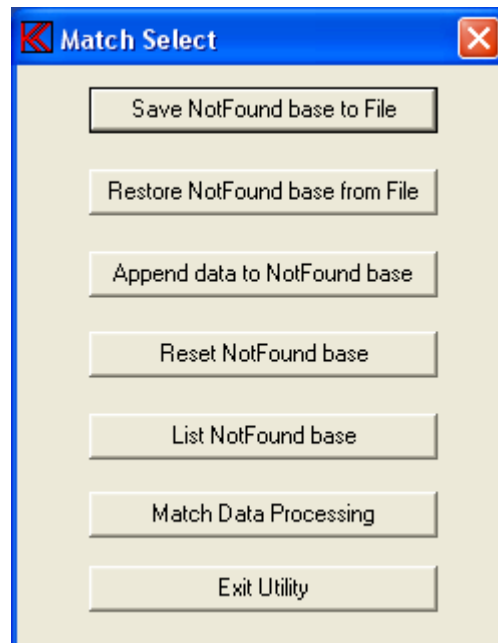 Match Select
Save NotFound base to File
Restore NotFound base from File
Append data to NotFound base
Reset NotFound base
List NotFound base
Match Data Processing
Exit Utility